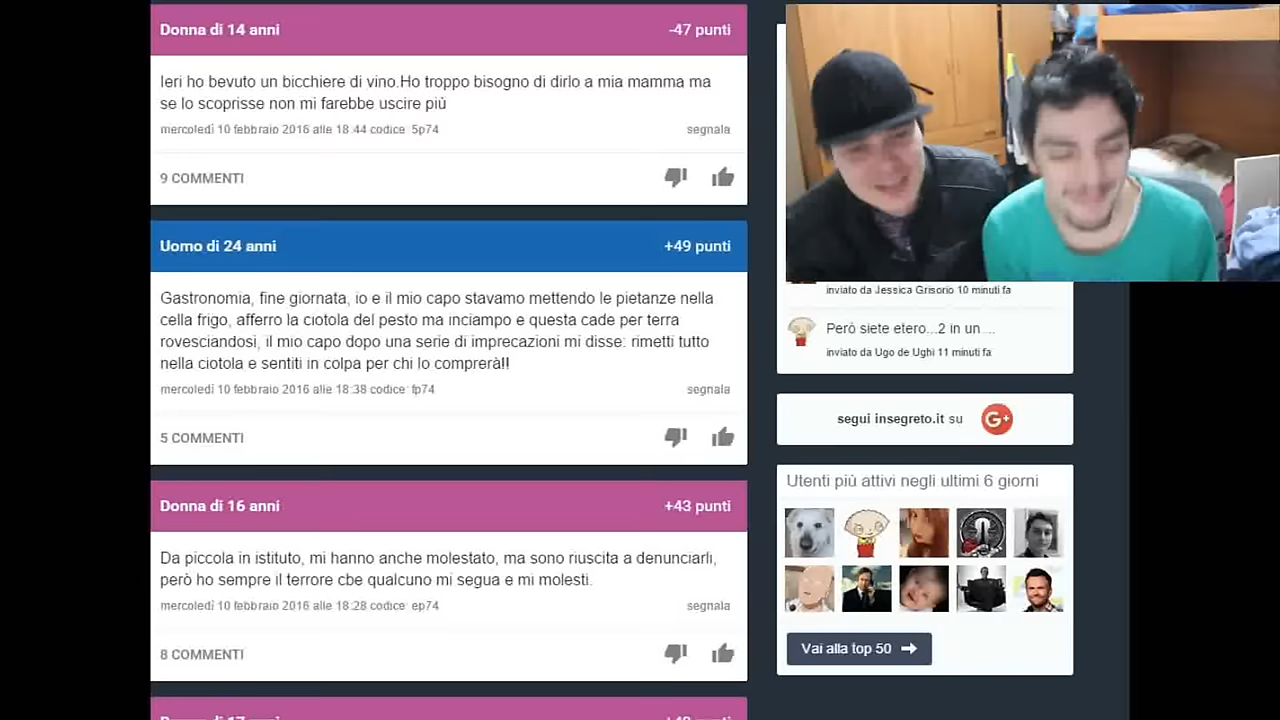 Donna di 14 anni -47 punti
Ieri ho bevuto un bicchiere di vino.Ho troppo bisogno di dirlo a mia mamma ma
se lo scoprisse non mi farebbe uscire più
mercoledì 10 febbraio 2016 alle 18:44 codice 5p74 segnala
9 COMMENTI
Uomo di 24 anni +49 punti
Gastronomia, fine giornata, io e il mio capo stavamo mettendo le pietanze nella
cella frigo, afferro la ciotola del pesto ma inciampo e questa cade per terra
rovesciandosi, il mio capo dopo una serie di imprecazioni mi disse: rimetti tutto
nella ciotola e sentiti in colpa per chi lo comprerà!!
mercoledì 10 febbraio 2016 alle 18:38 codice fp74 segnala
5 COMMENTI
Donna di 16 anni +43 punti
Da piccola in istituto, mi hanno anche molestato, ma sono riuscita a denunciarli,
però ho sempre il terrore cbe qualcuno mi segua e mi molesti.
mercoledì 10 febbraio 2016 alle 18:28 codice ep74 segnala
8 COMMENTI
inviato da Jessica Grisorio 10 minuti fa
Però siete etero...2 in un ...
inviato da Ugo de Ughi 11 minuti fa
segui insegreto.it su G+
Utenti più attivi negli ultimi 6 giorni
Vai alla top 50